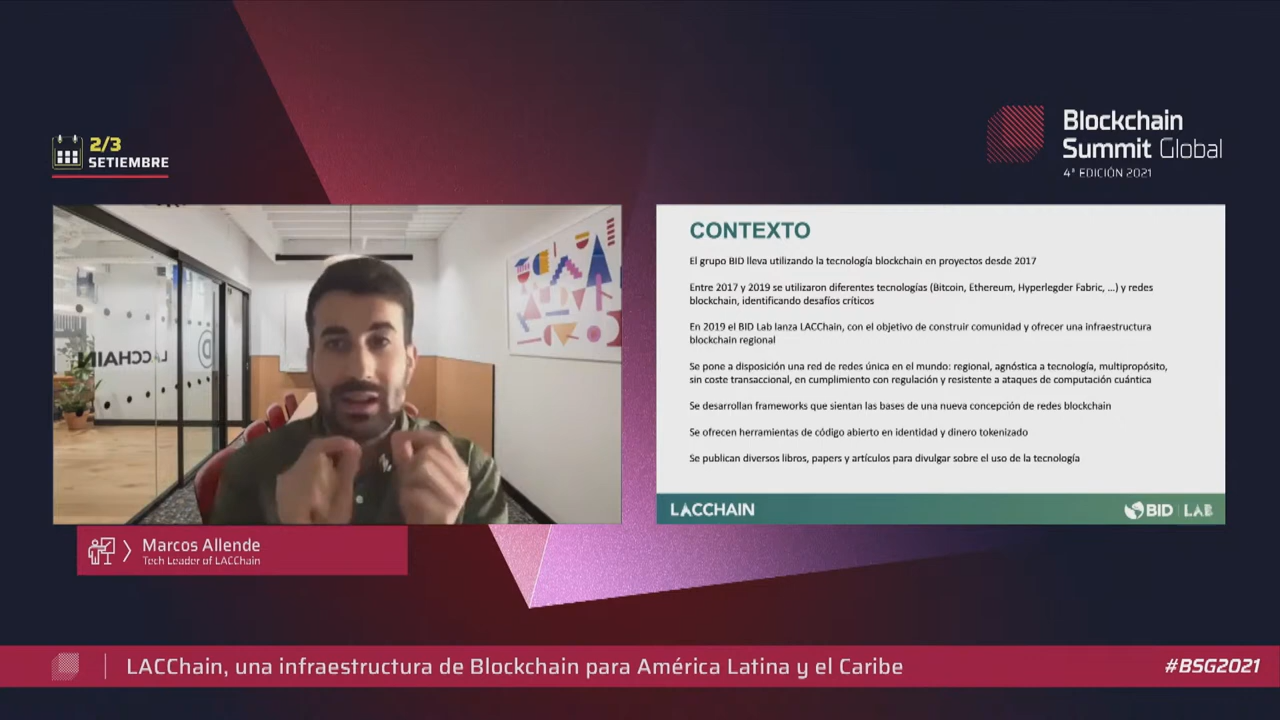 2/3
SETIEMBRE
Blockchain
Summit Global
4ª EDICIÓN 2021
LACCHAIN
CONTEXTO
El grupo BID lleva utilizando la tecnología blockchain en proyectos desde 2017
Entre 2017 y 2019 se utilizaron diferentes tecnologías (Bitcoin, Ethereum, Hyperlegder Fabric, ...) y redes
blockchain, identificando desafíos críticos
En 2019 el BID Lab lanza LACChain, con el objetivo de construir comunidad y ofrecer una infraestructura
blockchain regional
Se pone a disposición una red de redes única en el mundo: regional, agnóstica a tecnología, multipropósito,
sin coste transaccional, en cumplimiento con regulación y resistente a ataques de computación cuántica
Se desarrollan frameworks que sientan las bases de una nueva concepción de redes blockchain
Se ofrecen herramientas de código abierto en identidad y dinero tokenizado
Se publican diversos libros, papers y artículos para divulgar sobre el uso de la tecnología
LACCHAIN
BID | LAB
Marcos Allende
Tech Leader of LACChain
LACChain, una infraestructura de Blockchain para América Latina y el Caribe
#BSG2021